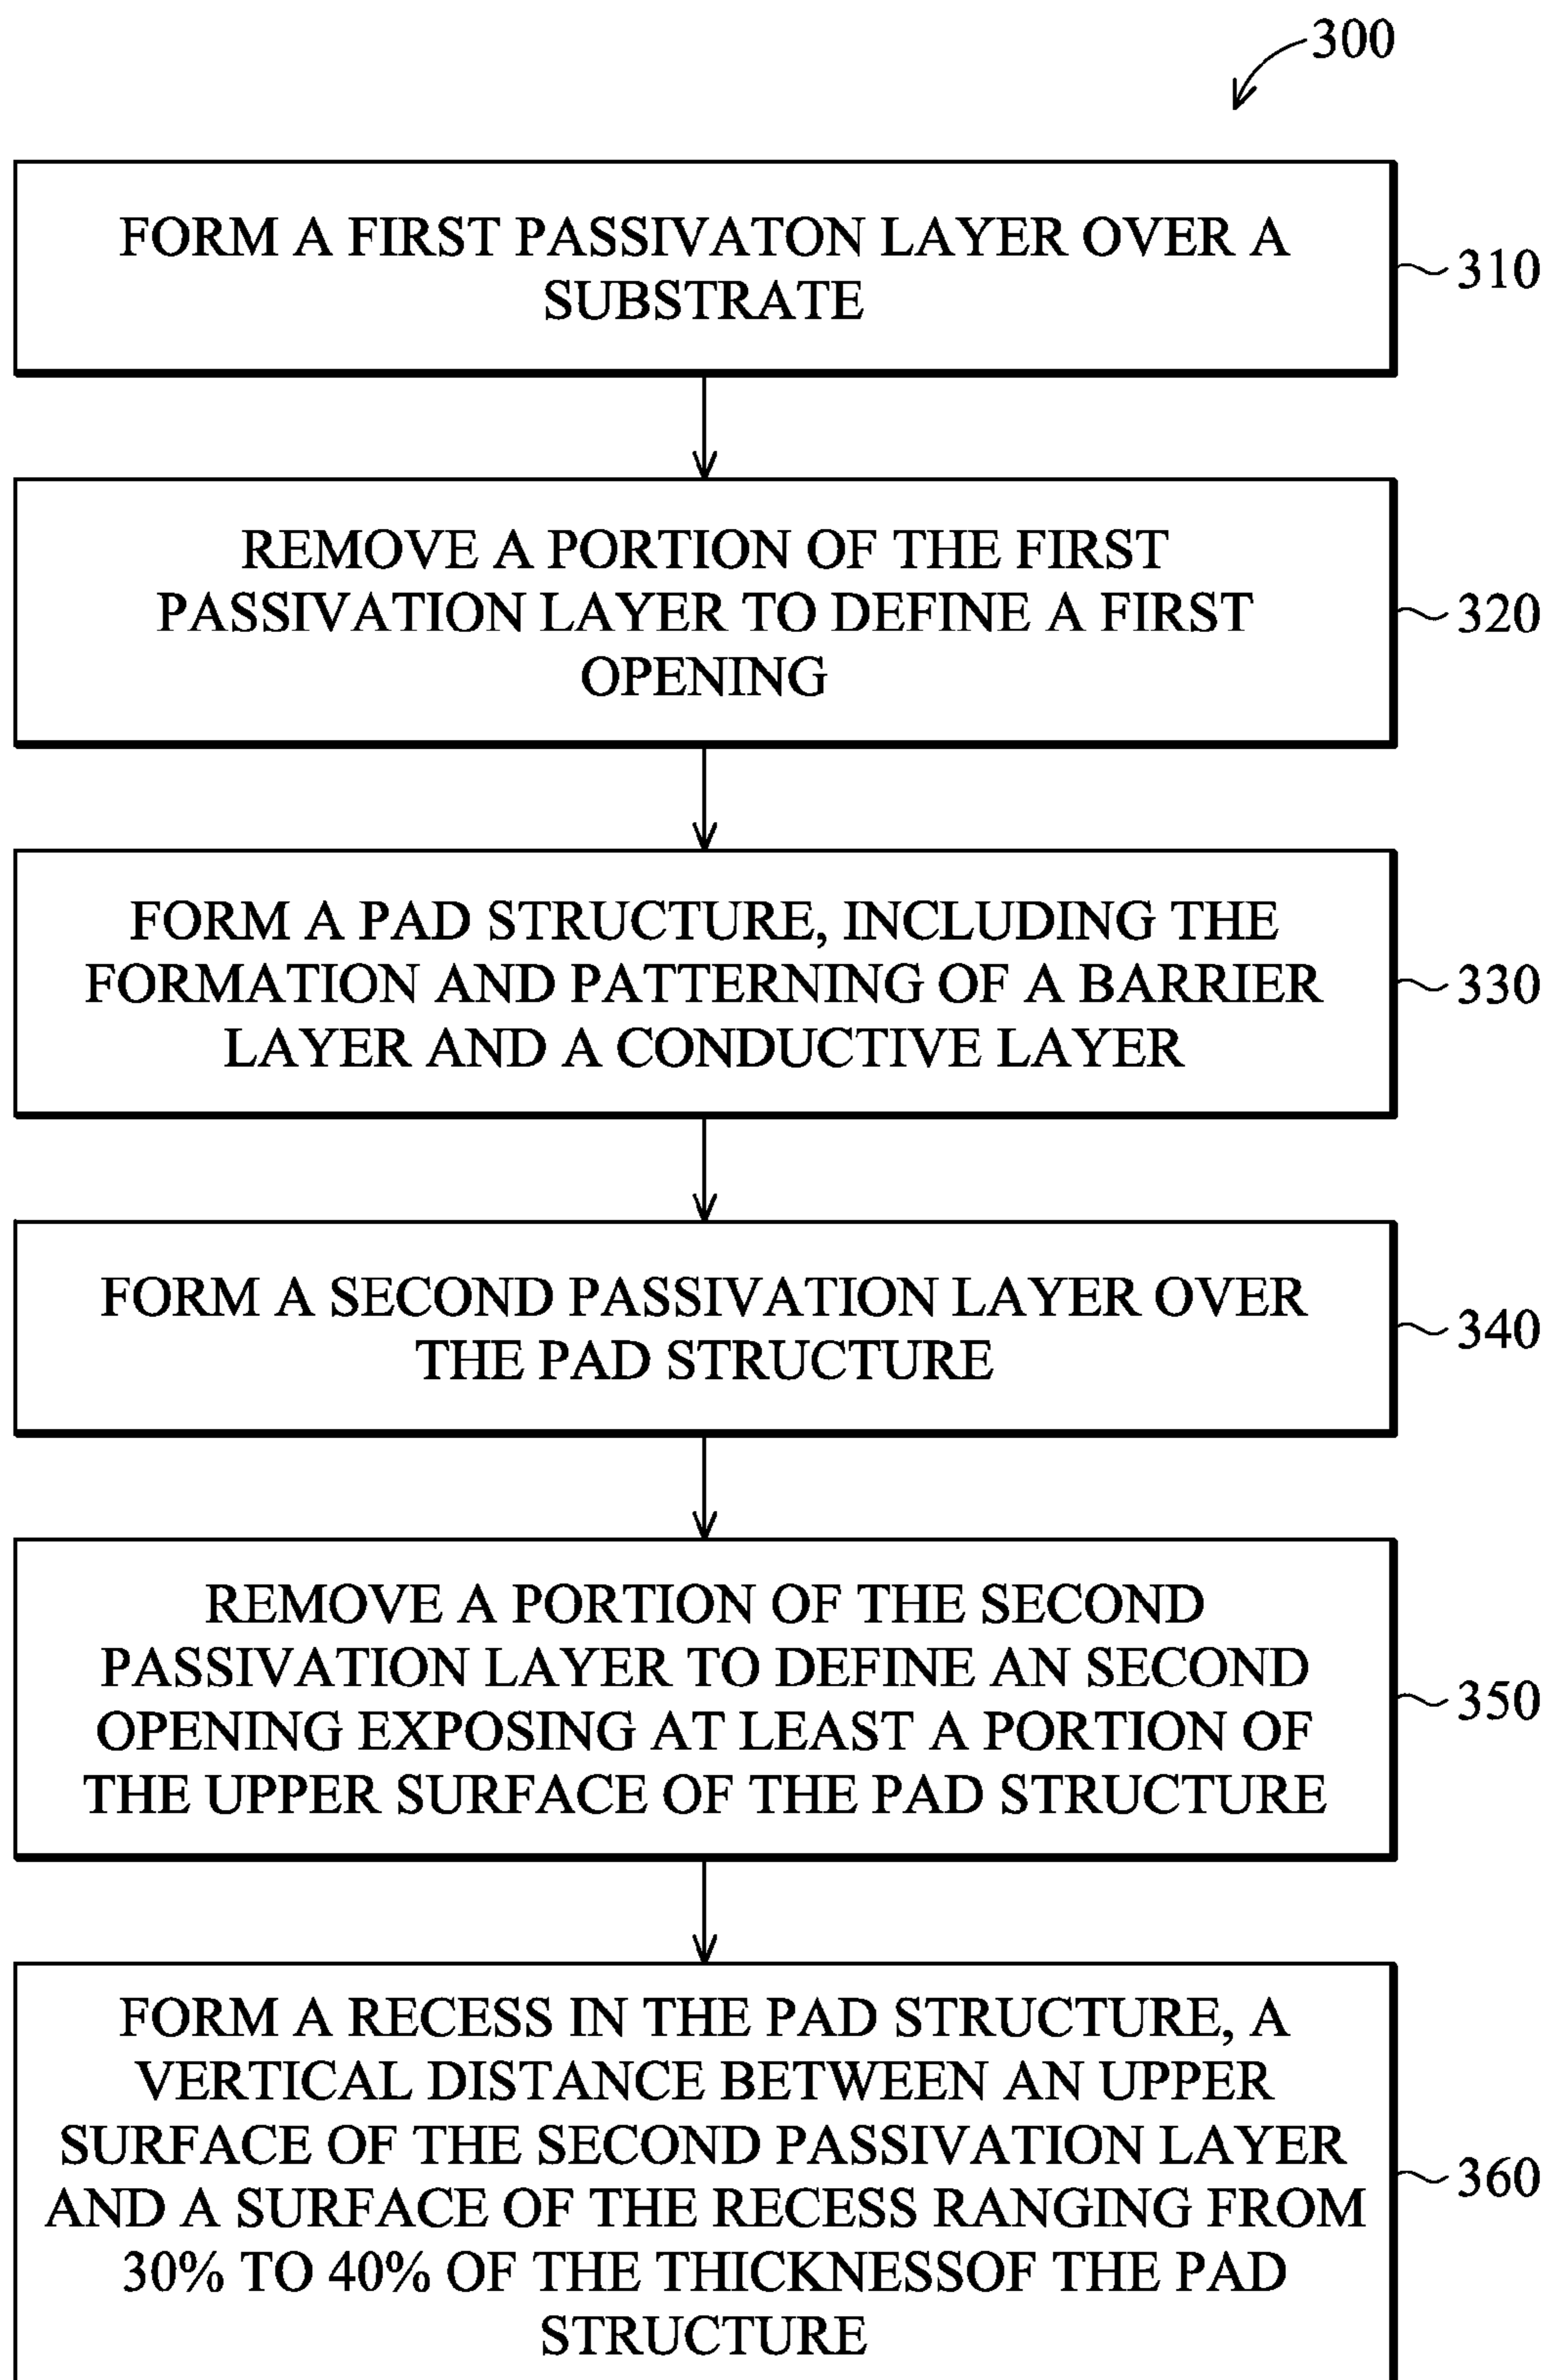 300
FORM A FIRST PASSIVATON LAYER OVER A
SUBSTRATE
310
REMOVE A PORTION OF THE FIRST
PASSIVATION LAYER TO DEFINE A FIRST
OPENING
320
FORM A PAD STRUCTURE, INCLUDING THE
FORMATION AND PATTERNING OF A BARRIER
LAYER AND A CONDUCTIVE LAYER
330
FORM A SECOND PASSIVATION LAYER OVER
THE PAD STRUCTURE
340
REMOVE A PORTION OF THE SECOND
PASSIVATION LAYER TO DEFINE AN SECOND
OPENING EXPOSING AT LEAST A PORTION OF
THE UPPER SURFACE OF THE PAD STRUCTURE
350
FORM A RECESS IN THE PAD STRUCTURE, A
VERTICAL DISTANCE BETWEEN AN UPPER
SURFACE OF THE SECOND PASSIVATION LAYER
AND A SURFACE OF THE RECESS RANGING FROM
30% TO 40% OF THE THICKNESSOF THE PAD
STRUCTURE
360